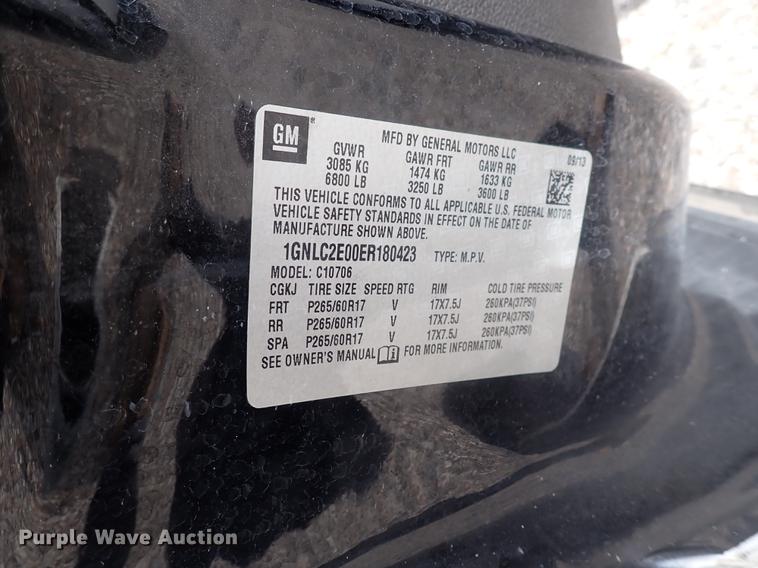 GM
MFD BY GENERAL MOTORS LLC
09/13
GVWR GAWR FRT GAWR RR
3085 KG 1474 KG 1633 KG
6800 LB 3250 LB 3600 LB
THIS VEHICLE CONFORMS TO ALL APPLICABLE U.S. FEDERAL MOTOR
VEHICLE SAFETY STANDARDS IN EFFECT ON THE DATE OF
MANUFACTURE SHOWN ABOVE.
1GNLC2E00ER180423 TYPE: M.P.V.
MODEL: C10706
CGKJ TIRE SIZE SPEED RTG RIM COLD TIRE PRESSURE
FRT P265/60R17 V 17X7.5J 260KPA(37PSI)
RR P265/60R17 V 17X7.5J 260KPA(37PSI)
SPA P265/60R17 V 17X7.5J 260KPA(37PSI)
SEE OWNER'S MANUAL FOR MORE INFORMATION.
Purple Wave Auction®